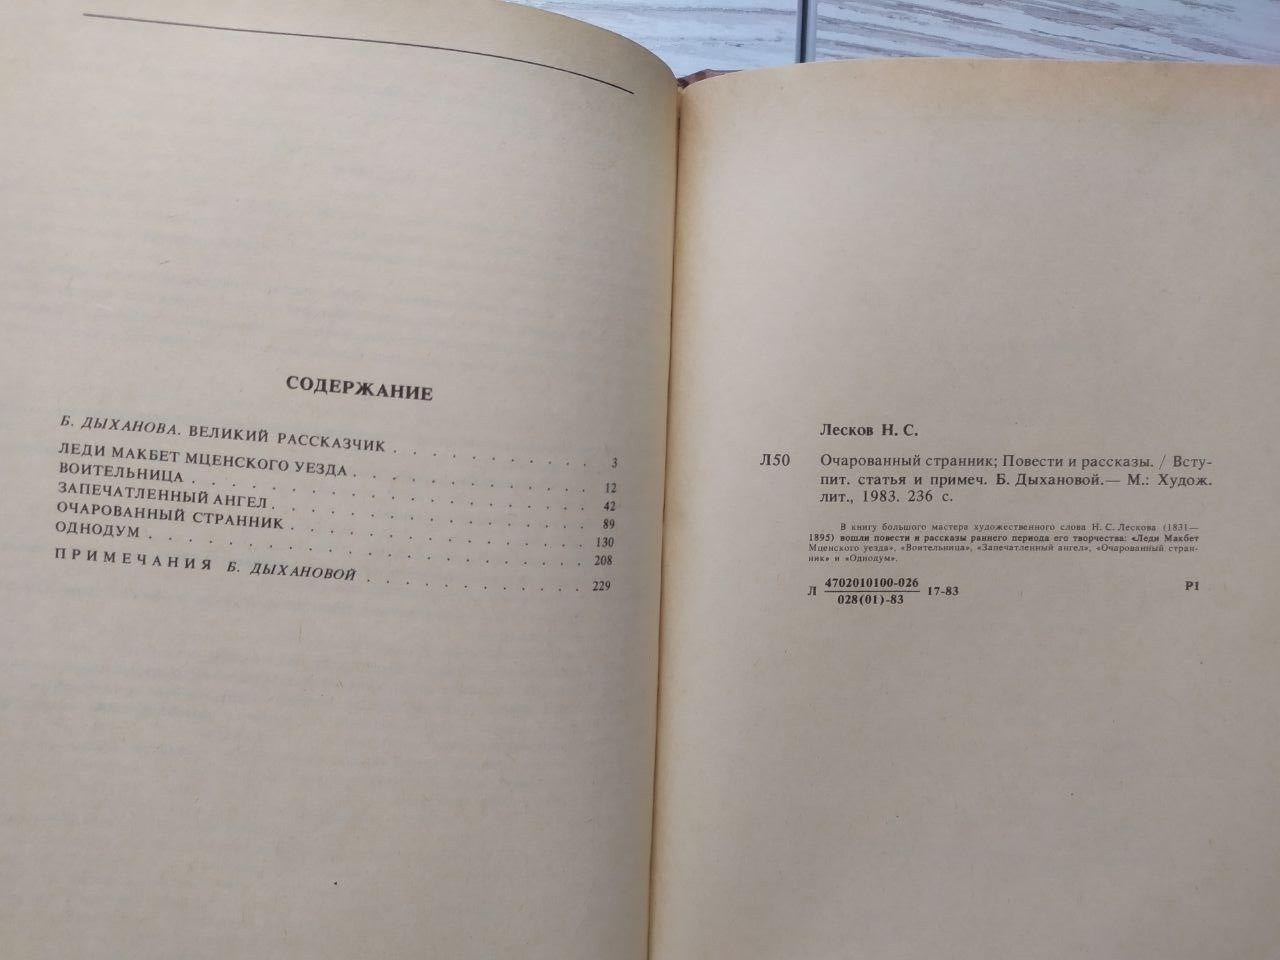 СОДЕРЖАНИЕ
Б. ДЫХАНОВА. ВЕЛИКИЙ РАССКАЗЧИК . . . . . . . . . . . 3
ЛЕДИ МАКБЕТ МЦЕНСКОГО УЕЗДА . . . . . . . . . . . . . 12
ВОИТЕЛЬНИЦА . . . . . . . . . . . . . . . . . . . . . 42
ЗАПЕЧАТЛЕННЫЙ АНГЕЛ . . . . . . . . . . . . . . . . . 89
ОЧАРОВАННЫЙ СТРАННИК . . . . . . . . . . . . . . . . 130
ОДНОДУМ . . . . . . . . . . . . . . . . . . . . . . . 208
ПРИМЕЧАНИЯ Б. ДЫХАНОВОЙ . . . . . . . . . . . . 229
Лесков Н. С.
Л50 Очарованный странник; Повести и рассказы. / Всту-
пит. статья и примеч. Б. Дыхановой.— М.: Худож.
лит., 1983. 236 с.
В книгу большого мастера художественного слова Н. С. Лескова (1831—
1895) вошли повести и рассказы раннего периода его творчества: «Леди Макбет
Мценского уезда», «Воительница», «Запечатленный ангел», «Очарованный стран-
ник» и «Однодум».
Л 4702010100-026 17-83 Р1
028(01)-83